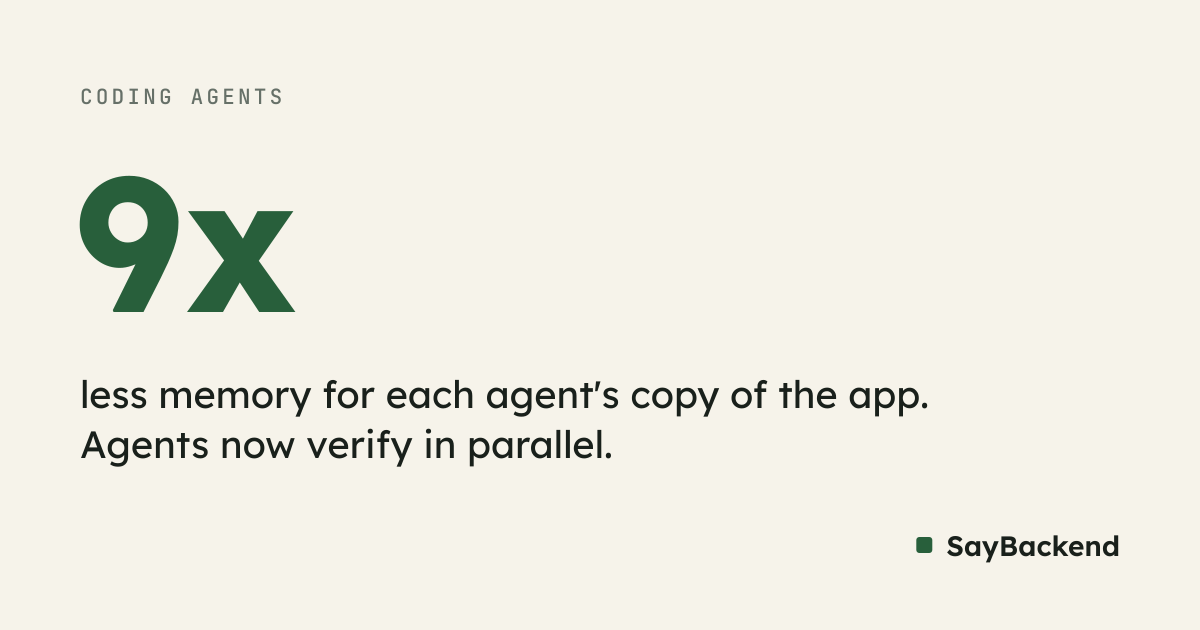 CODING AGENTS
9x
less memory for each agent's copy of the app.
Agents now verify in parallel.
SayBackend